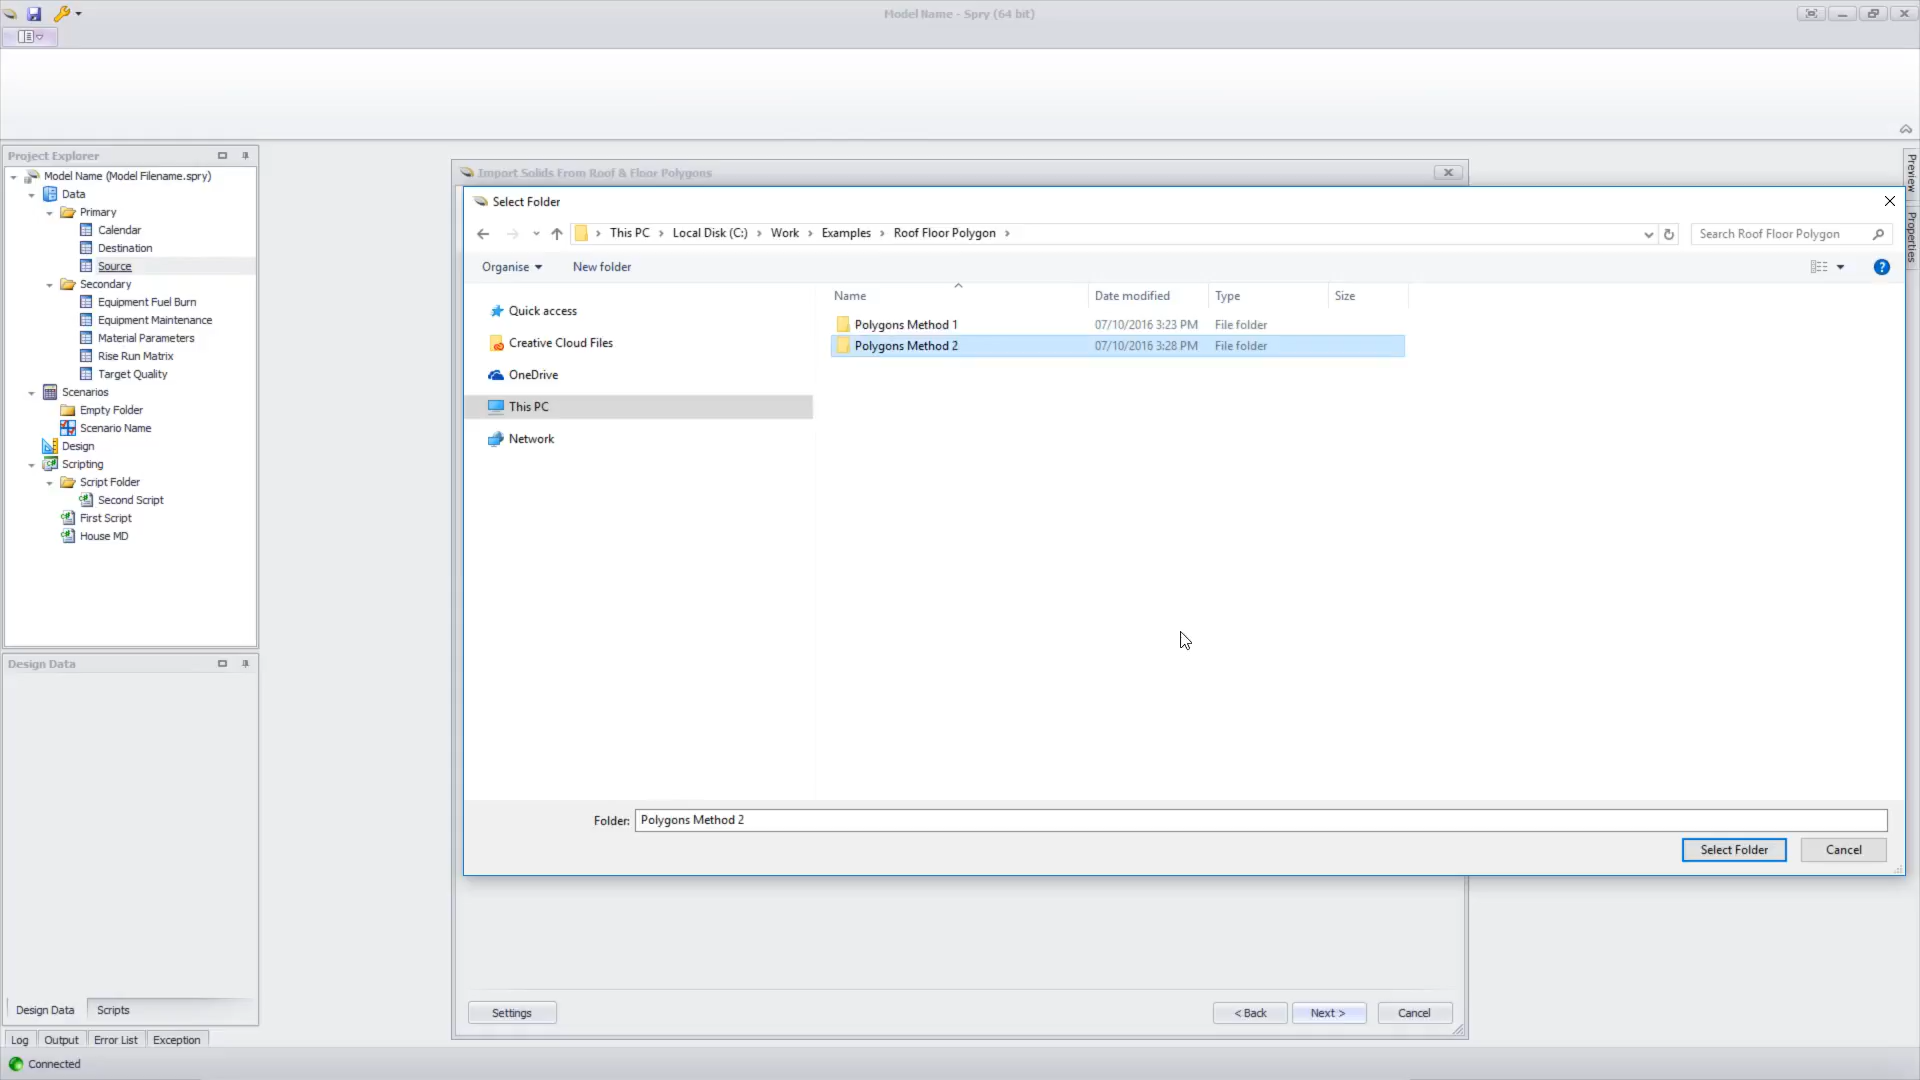 Model Name - Spry (64 bit)
Project Explorer
Model Name (Model Filename.spry)
Data
Primary
Calendar
Destination
Source
Secondary
Equipment Fuel Burn
Equipment Maintenance
Material Parameters
Rise Run Matrix
Target Quality
Scenarios
Empty Folder
Scenario Name
Design
Scripting
Script Folder
Second Script
First Script
House MD
Design Data
Design Data Scripts
Log Output Error List Exception
Connected
Import Solids From Roof & Floor Polygons
Select Folder
This PC > Local Disk (C:) > Work > Examples > Roof Floor Polygon >
Search Roof Floor Polygon
Organise New folder
Quick access
Creative Cloud Files
OneDrive
This PC
Network
Name Date modified Type Size
Polygons Method 1 07/10/2016 3:23 PM File folder
Polygons Method 2 07/10/2016 3:28 PM File folder
Folder: Polygons Method 2
Select Folder Cancel
Settings < Back Next > Cancel
Preview
Properties